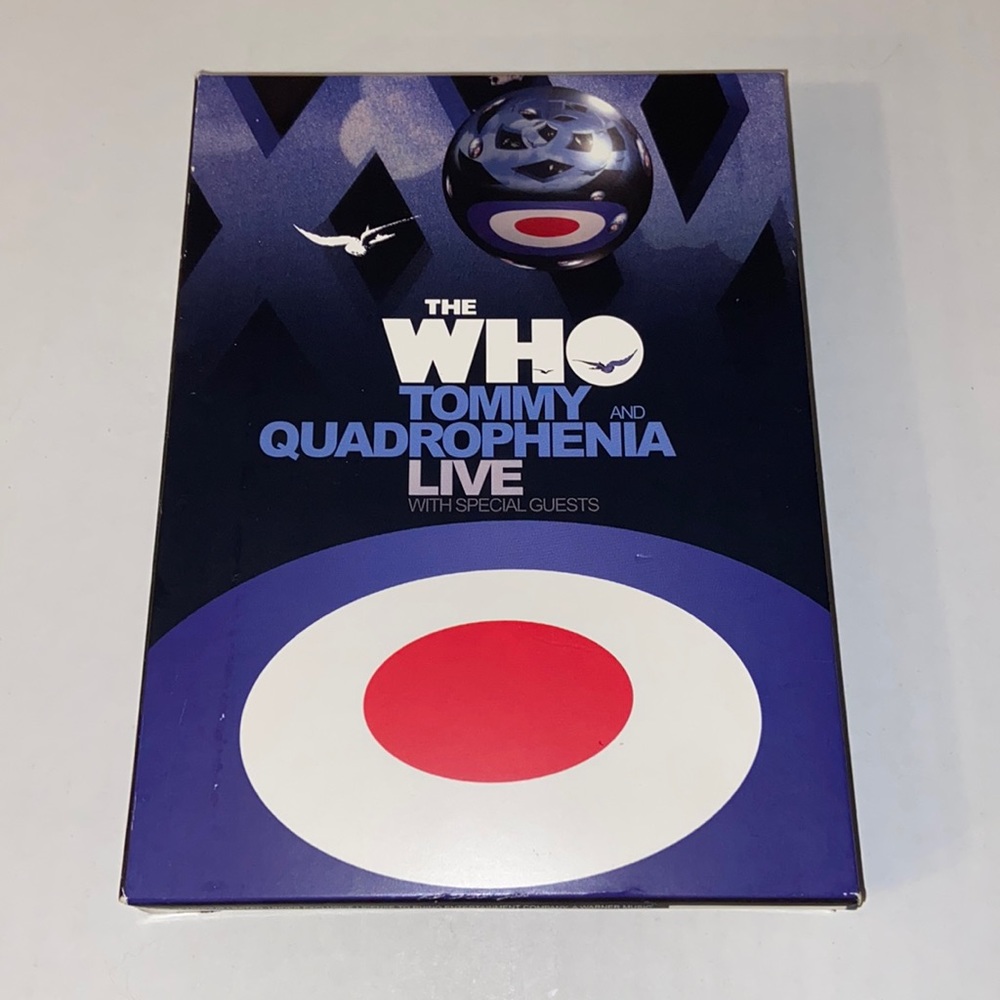 THE
WHO
TOMMY AND
QUADROPHENIA
LIVE
WITH SPECIAL GUESTS